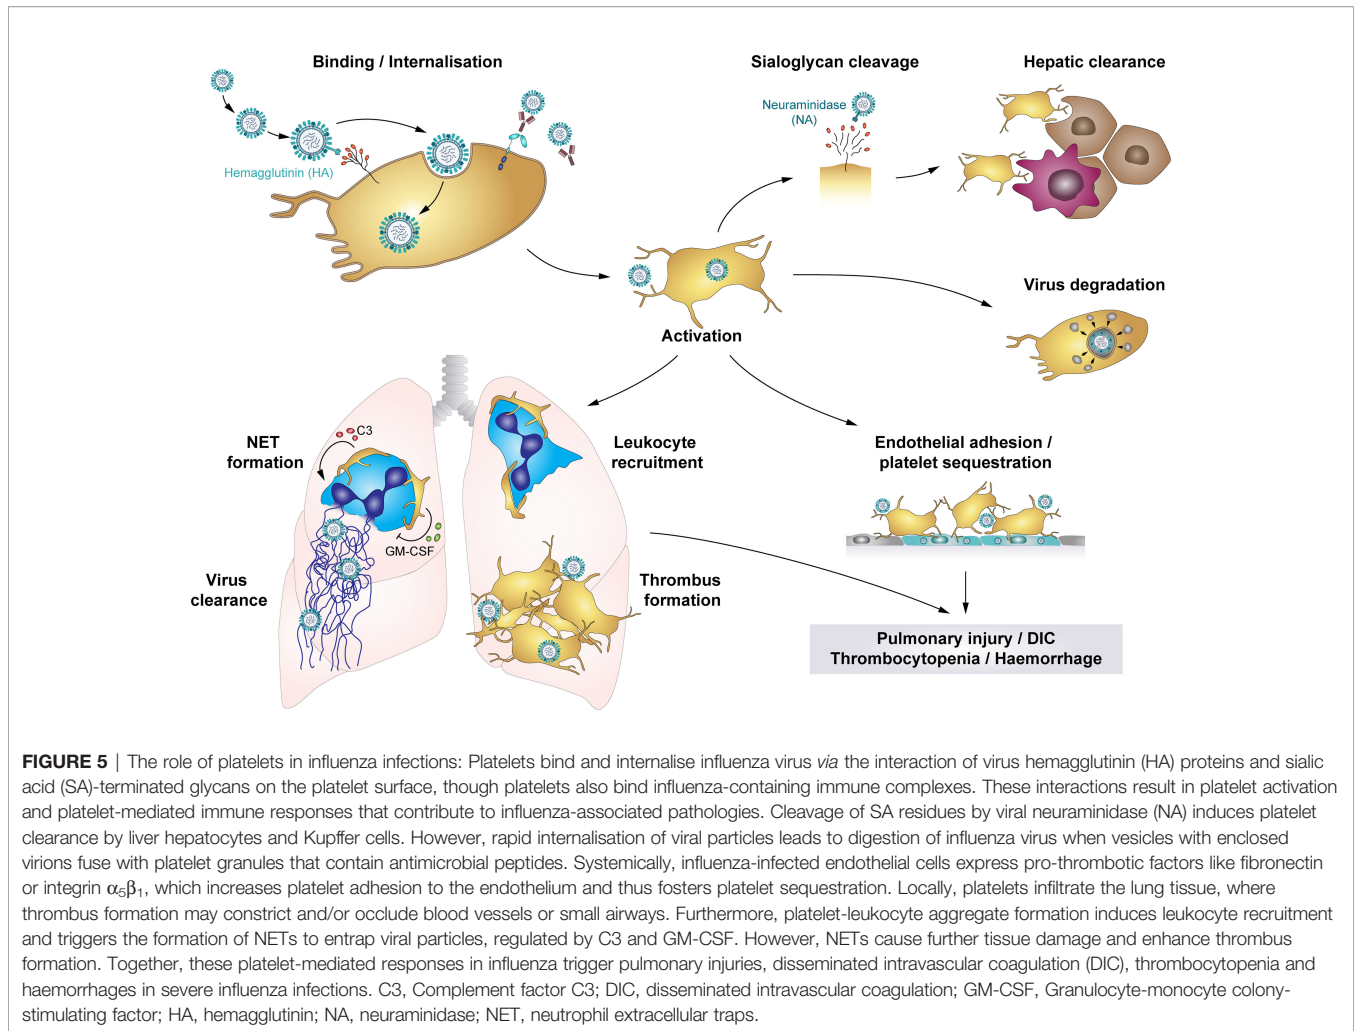 Binding / Internalisation
Hemagglutinin (HA)
Sialoglycan cleavage
Neuraminidase
(NA)
Hepatic clearance
Activation
Virus degradation
NET
formation
C3
GM-CSF
Virus
clearance
Leukocyte
recruitment
Thrombus
formation
Endothelial adhesion /
platelet sequestration
Pulmonary injury / DIC
Thrombocytopenia / Haemorrhage
FIGURE 5 | The role of platelets in influenza infections: Platelets bind and internalise influenza virus via the interaction of virus hemagglutinin (HA) proteins and sialic
acid (SA)-terminated glycans on the platelet surface, though platelets also bind influenza-containing immune complexes. These interactions result in platelet activation
and platelet-mediated immune responses that contribute to influenza-associated pathologies. Cleavage of SA residues by viral neuraminidase (NA) induces platelet
clearance by liver hepatocytes and Kupffer cells. However, rapid internalisation of viral particles leads to digestion of influenza virus when vesicles with enclosed
virions fuse with platelet granules that contain antimicrobial peptides. Systemically, influenza-infected endothelial cells express pro-thrombotic factors like fibronectin
or integrin α₅β₁, which increases platelet adhesion to the endothelium and thus fosters platelet sequestration. Locally, platelets infiltrate the lung tissue, where
thrombus formation may constrict and/or occlude blood vessels or small airways. Furthermore, platelet-leukocyte aggregate formation induces leukocyte recruitment
and triggers the formation of NETs to entrap viral particles, regulated by C3 and GM-CSF. However, NETs cause further tissue damage and enhance thrombus
formation. Together, these platelet-mediated responses in influenza trigger pulmonary injuries, disseminated intravascular coagulation (DIC), thrombocytopenia and
haemorrhages in severe influenza infections. C3, Complement factor C3; DIC, disseminated intravascular coagulation; GM-CSF, Granulocyte-monocyte colony-
stimulating factor; HA, hemagglutinin; NA, neuraminidase; NET, neutrophil extracellular traps.